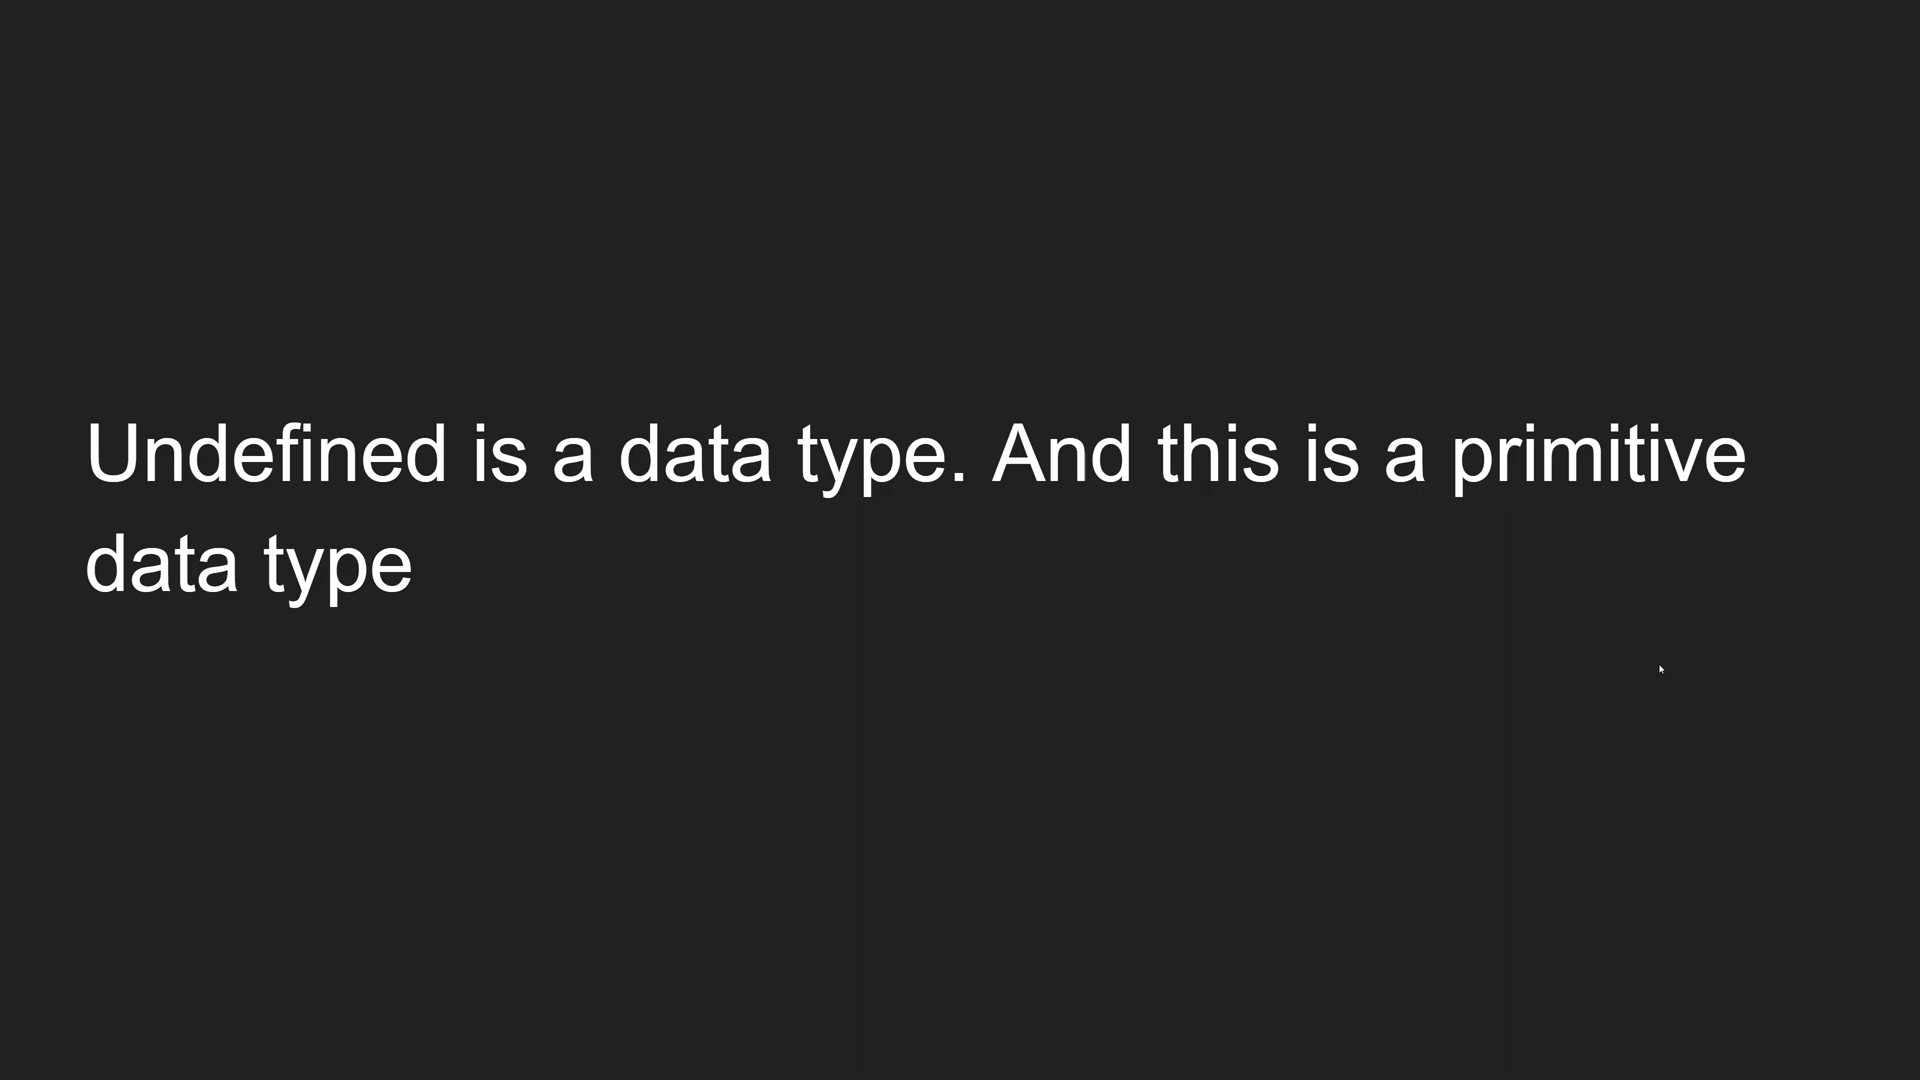 Undefined is a data type. And this is a primitive
data type